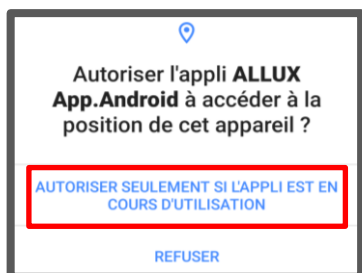 Autoriser l'appli ALLUX
App.Android à accéder à la
position de cet appareil ?
AUTORISER SEULEMENT SI L'APPLI EST EN
COURS D'UTILISATION
REFUSER